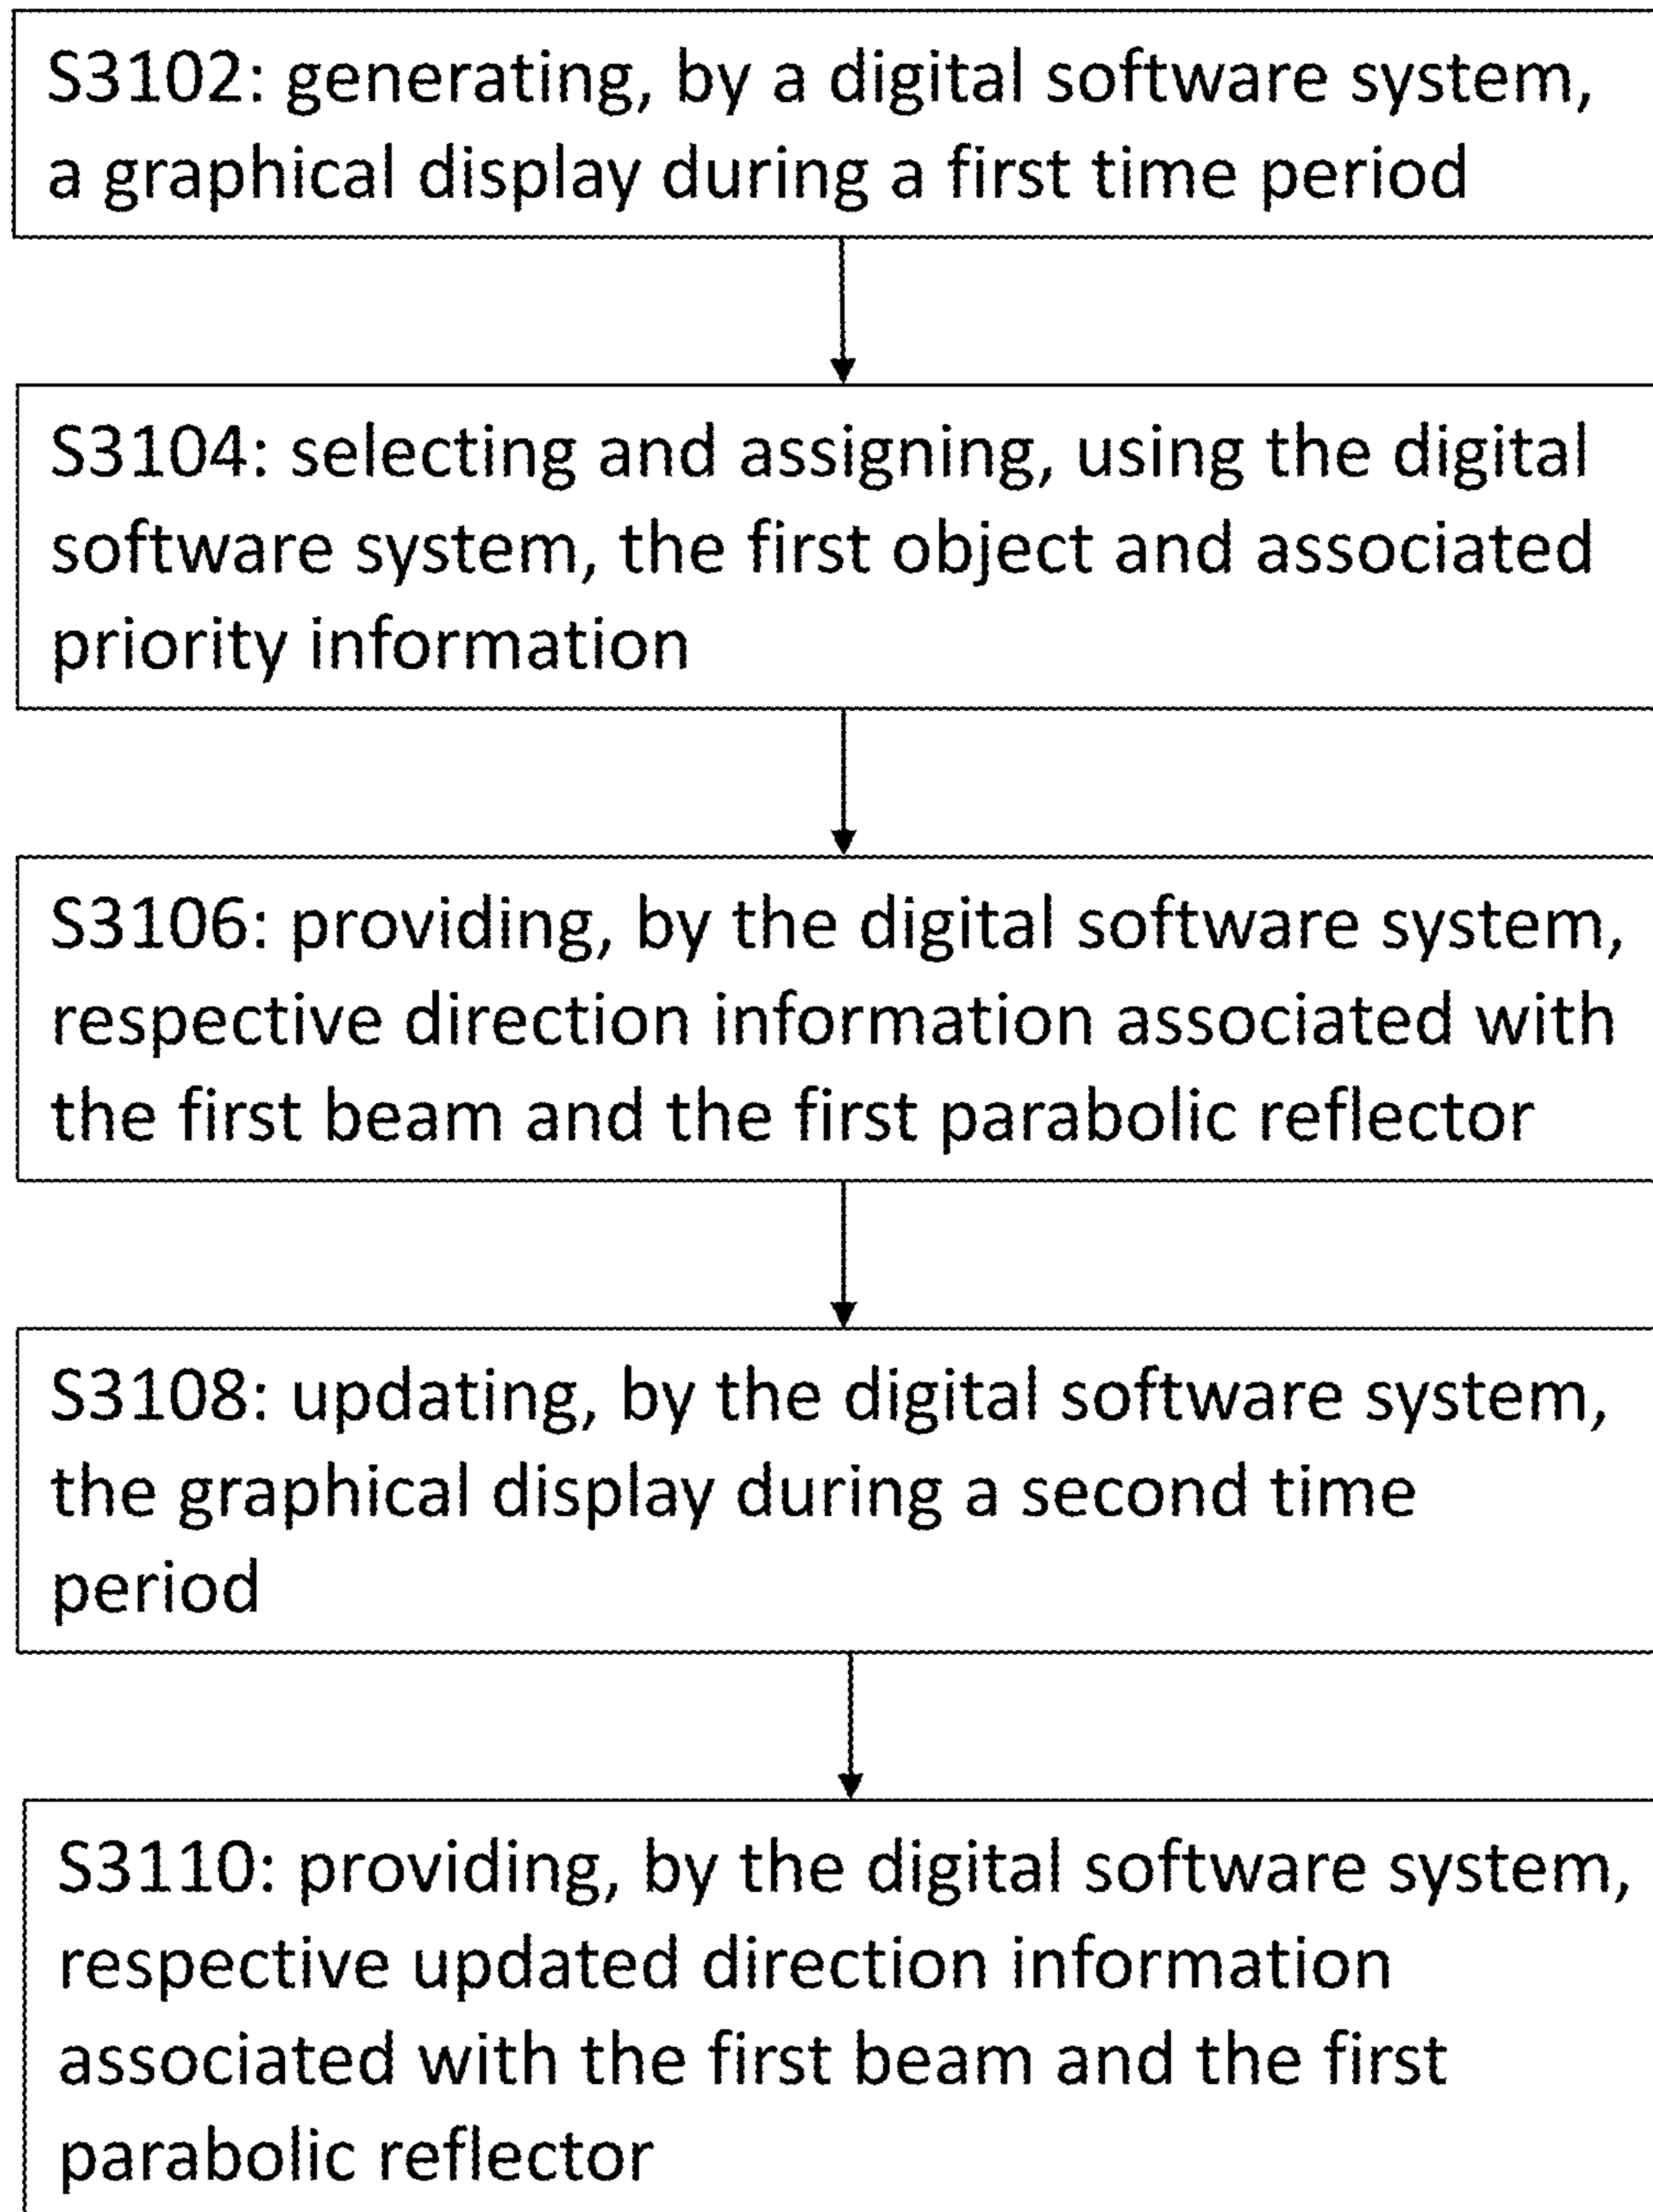 S3102: generating, by a digital software system,
a graphical display during a first time period
S3104: selecting and assigning, using the digital
software system, the first object and associated
priority information
S3106: providing, by the digital software system,
respective direction information associated with
the first beam and the first parabolic reflector
S3108: updating, by the digital software system,
the graphical display during a second time
period
S3110: providing, by the digital software system,
respective updated direction information
associated with the first beam and the first
parabolic reflector